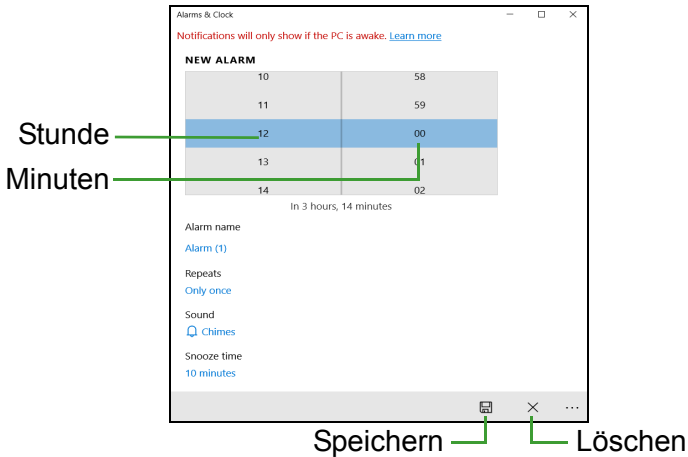 Alarms & Clock
Notifications will only show if the PC is awake. Learn more
NEW ALARM
10 58
11 59
Stunde 12 00
Minuten 13 01
14 02
In 3 hours, 14 minutes
Alarm name
Alarm (1)
Repeats
Only once
Sound
Chimes
Snooze time
10 minutes
Speichern Löschen